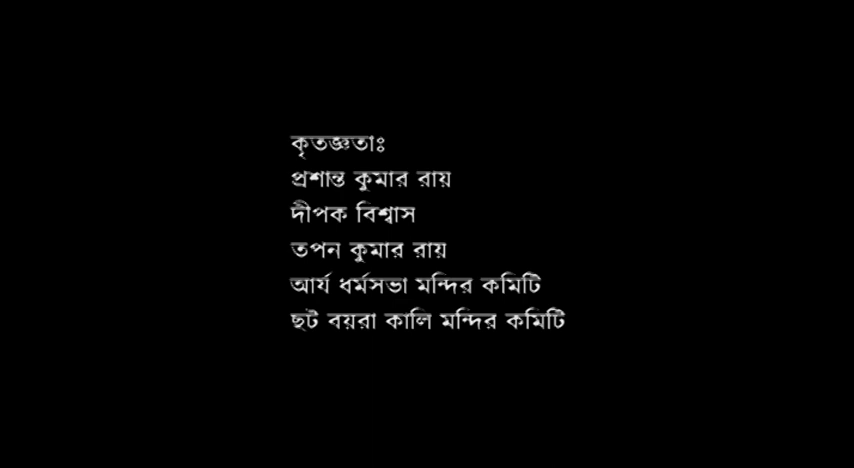 কৃতজ্ঞতাঃ
প্রশান্ত কুমার রায়
দীপক বিশ্বাস
তপন কুমার রায়
আর্য ধর্মসভা মন্দির কমিটি
ছট বয়রা কালি মন্দির কমিটি